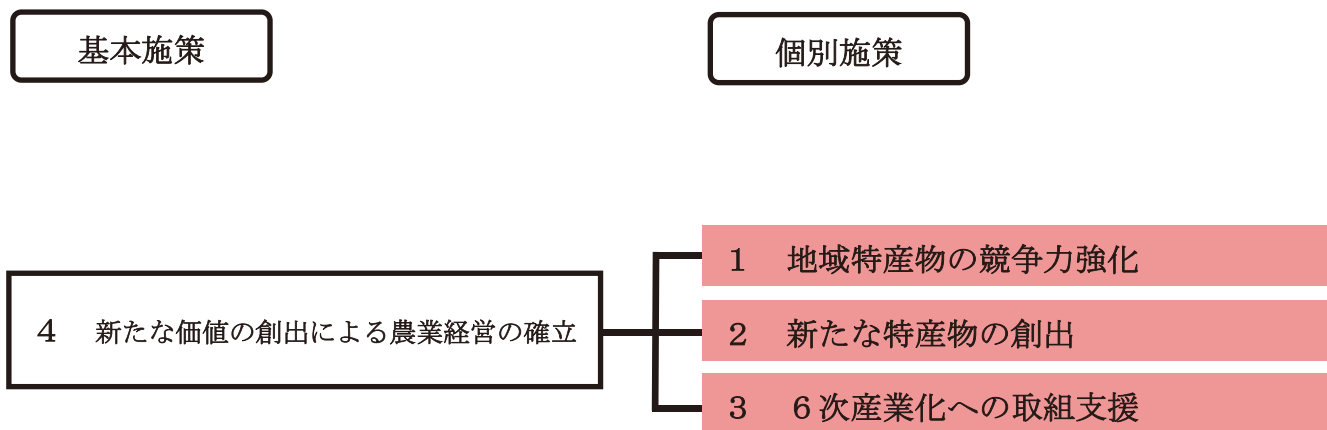 基本施策
個別施策
4　新たな価値の創出による農業経営の確立
1　地域特産物の競争力強化
2　新たな特産物の創出
3　６次産業化への取組支援